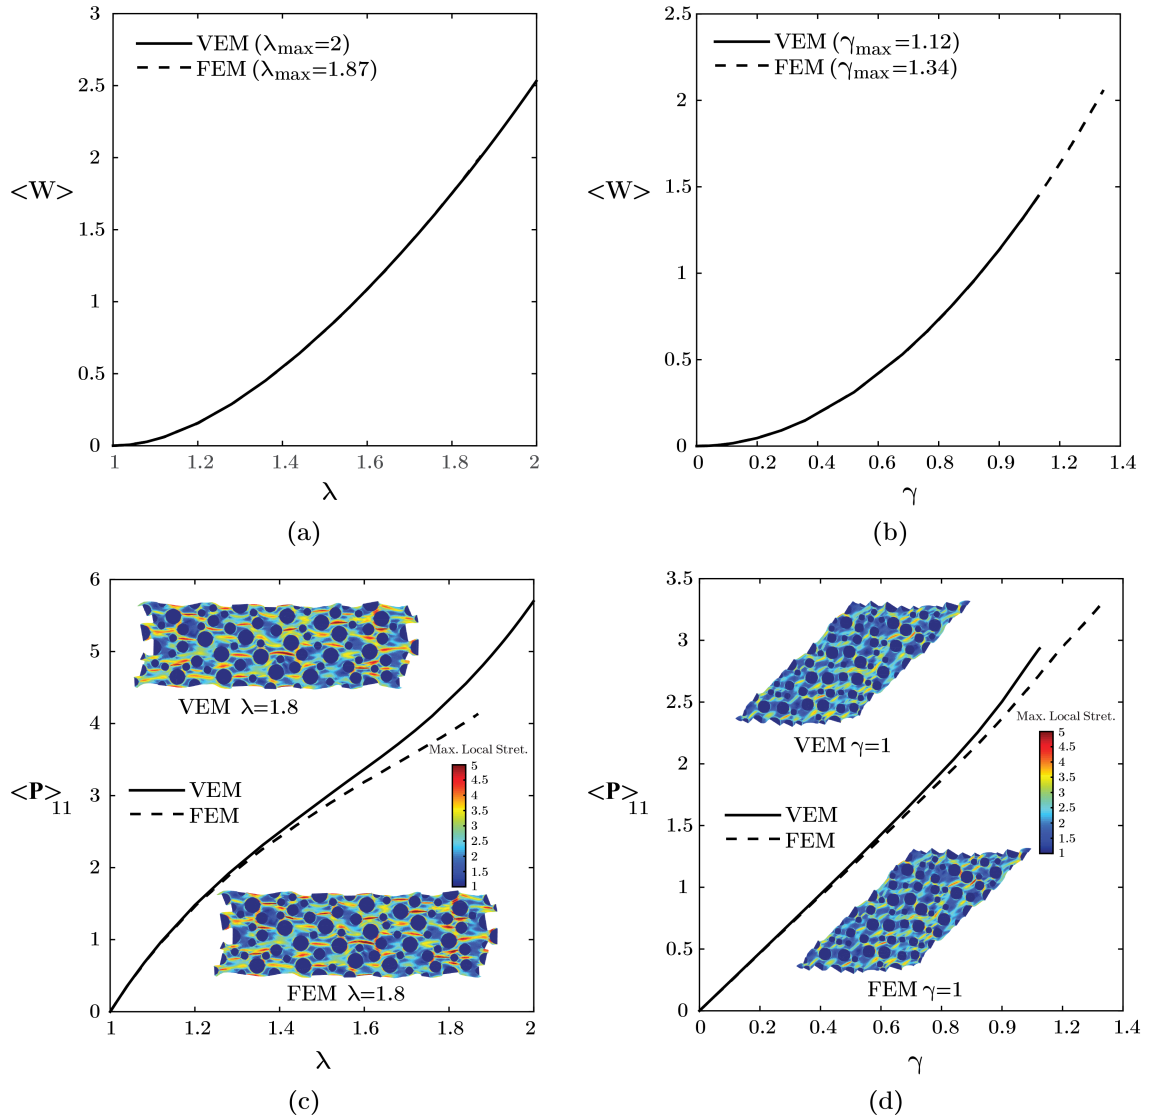 3
2.5
2
1.5
1
0.5
0
<W>
VEM (λmax=2)
FEM (λmax=1.87)
1 1.2 1.4 1.6 1.8 2
λ
(a)
2.5
2
1.5
1
0.5
0
<W>
VEM (γmax=1.12)
FEM (γmax=1.34)
0 0.2 0.4 0.6 0.8 0.9 1.2 1.4
γ
(b)
6
5
4
3
2
1
0
<P>11
VEM λ=1.8
Max. Local Stret.
5
4.5
4
3.5
3
2.5
2
1.5
1
VEM
FEM
FEM λ=1.8
1 1.2 1.4 1.6 1.8 2
λ
(c)
3.5
3
2.5
2
1.5
1
0.5
0
<P>11
VEM γ=1
Max. Local Stret.
5
4.5
4
3.5
3
2.5
2
1.5
1
VEM
FEM
FEM γ=1
0 0.2 0.4 0.6 0.8 0.9 1.2 1.4
γ
(d)